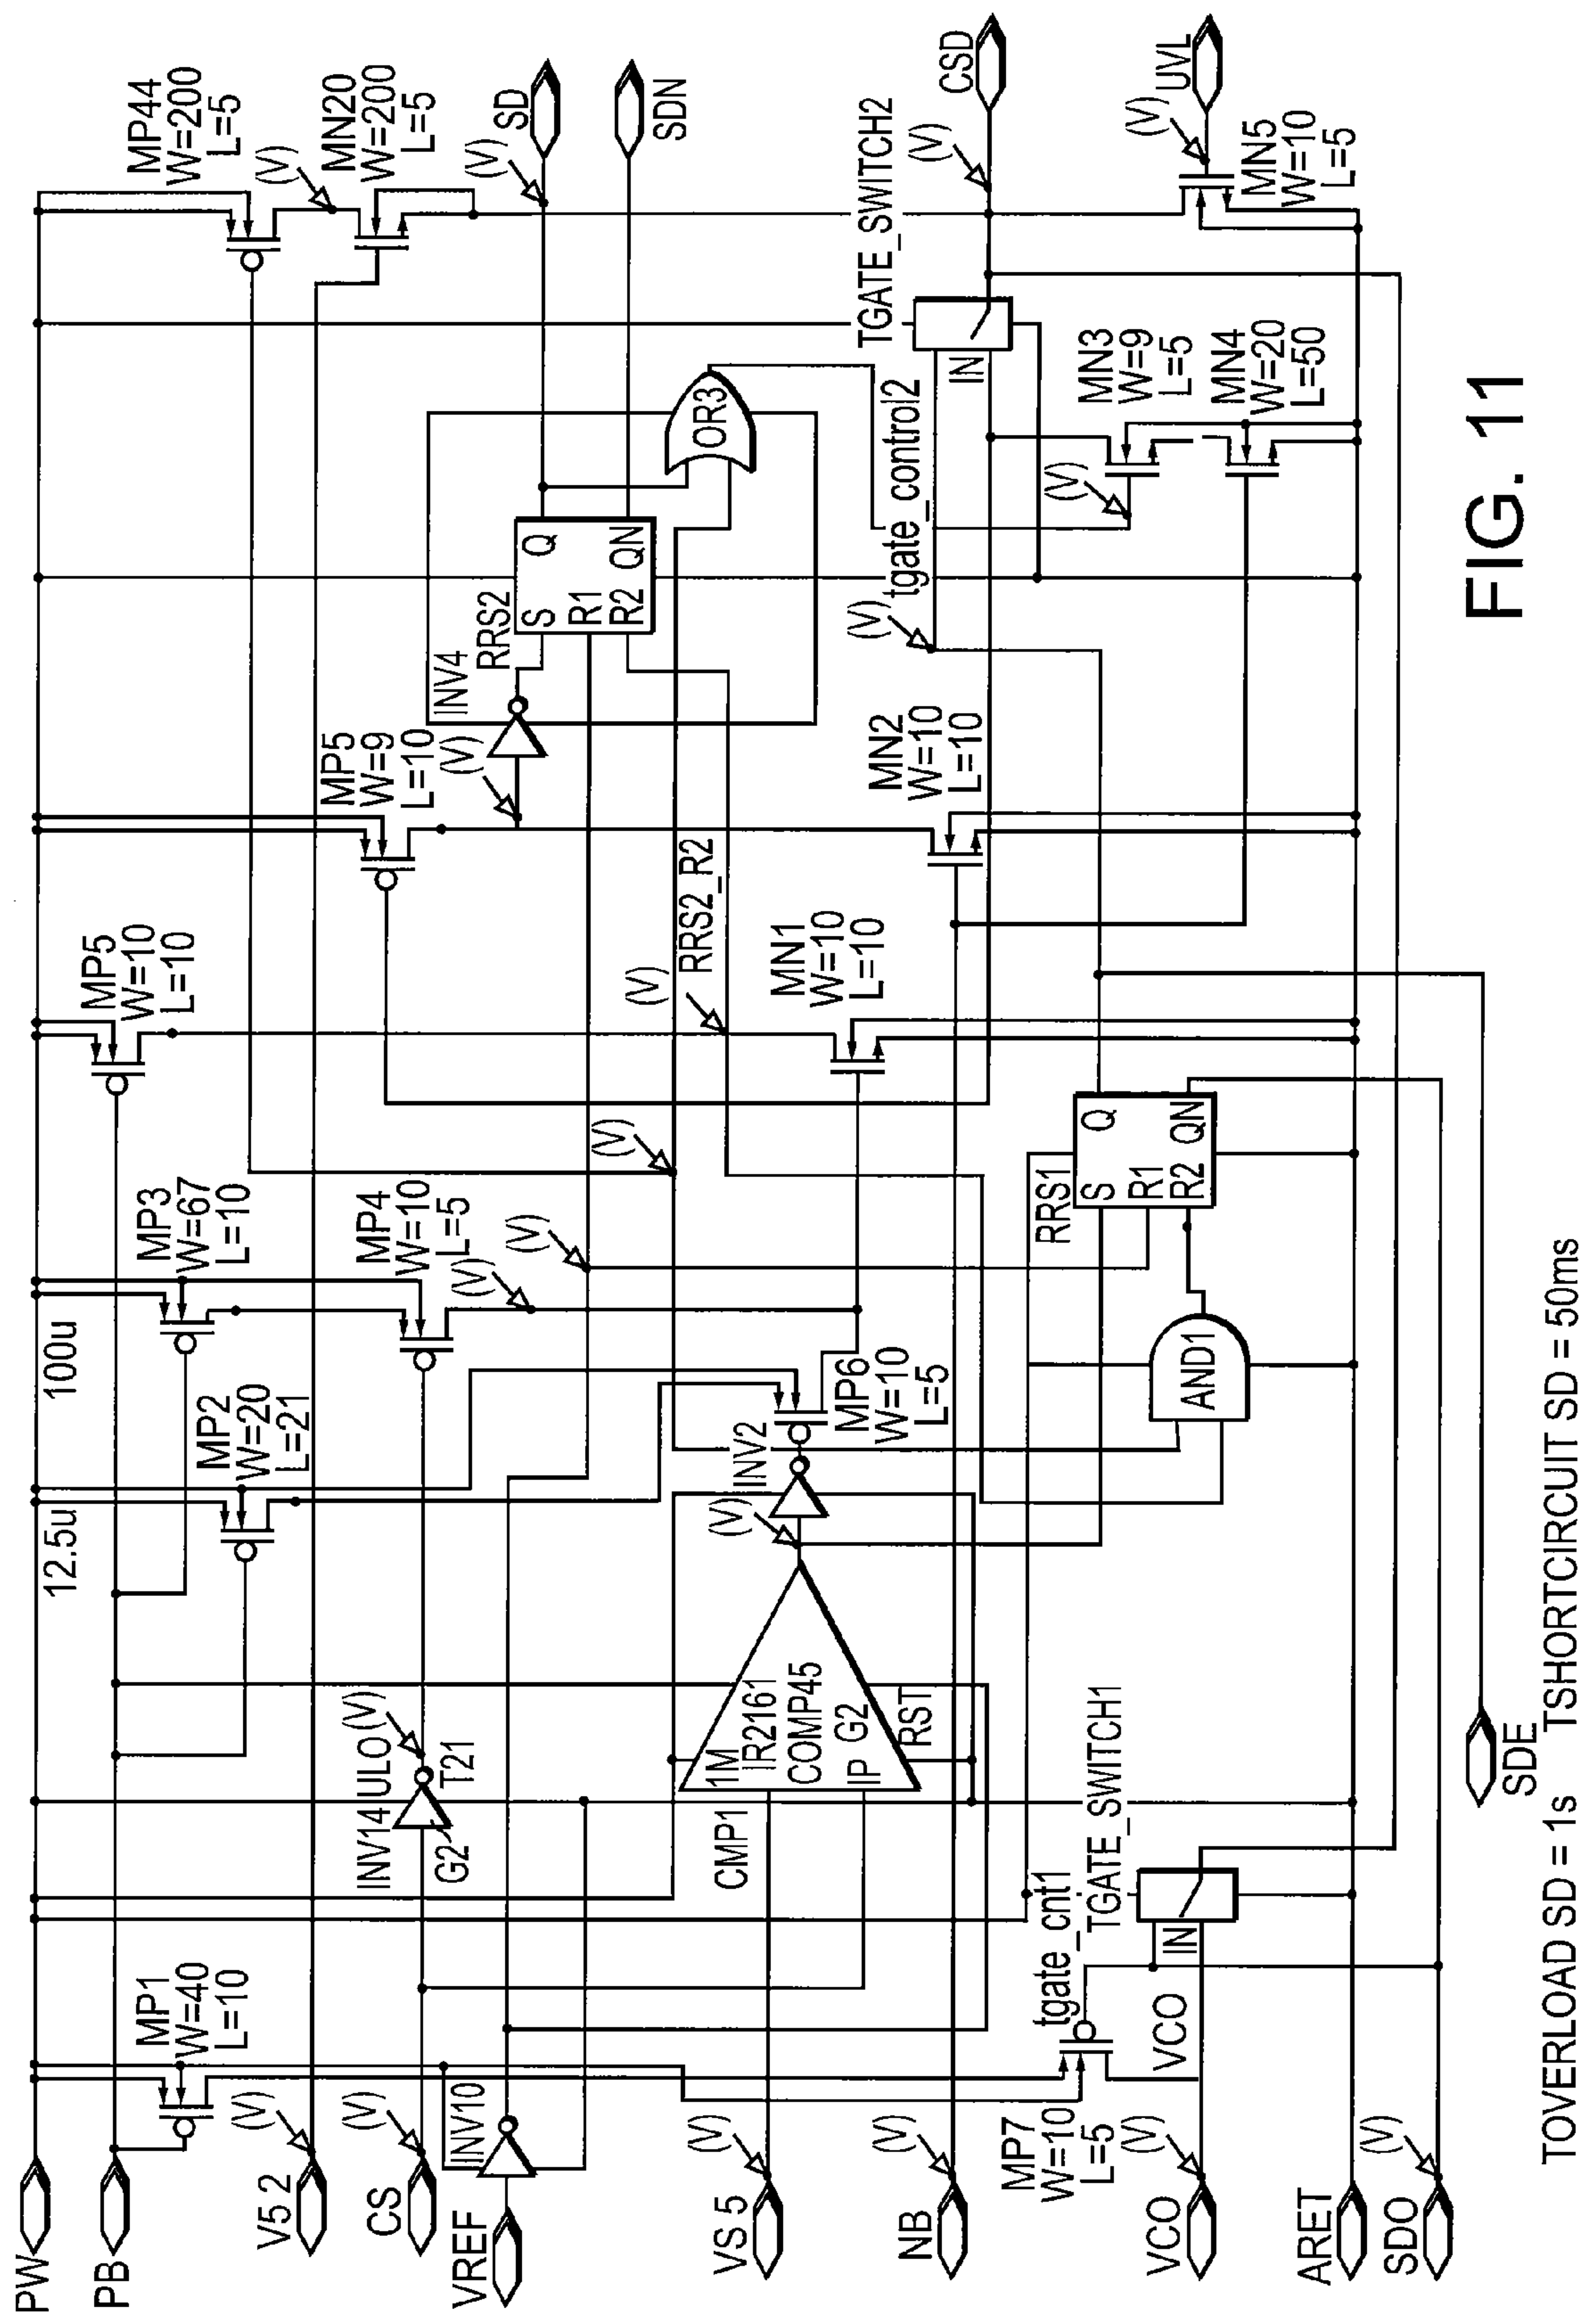 PW
PB
V5 2
CS
VREF
VS 5
NB
VCO
ARET
SDO
(V)
(V)
(V)
(V)
(V)
(V)
MP1
W=40
L=10
INV10
MP7
W=10
L=5
VCO
tgate_cnt1
TGATE_SWITCH1
IN
INV14 ULO
G2
T21
(V)
CMP1
1M
IR2161
COMP45
IP G2
RST
(V)
INV2
12.5u
MP2
W=20
L=21
100u
MP3
W=67
L=10
MP4
W=10
L=5
(V)
(V)
(V)
MP6
W=10
L=5
AND1
RRS1
S
R1
R2
Q
QN
SDE
MP5
W=10
L=10
(V)
RRS2_R2
MN1
W=10
L=10
MP5
W=9
L=10
(V)
INV4
MN2
W=10
L=10
RRS2
S
R1
R2
Q
QN
(V)
tgate_control2
OR3
TGATE_SWITCH2
IN
(V)
MN3
W=9
L=5
MN4
W=20
L=50
MP44
W=200
L=5
(V)
MN20
W=200
L=5
(V)
SD
SDN
(V)
CSD
(V)
UVL
MN5
W=10
L=5
TOVERLOAD SD = 1s TSHORTCIRCUIT SD = 50ms
FIG. 11